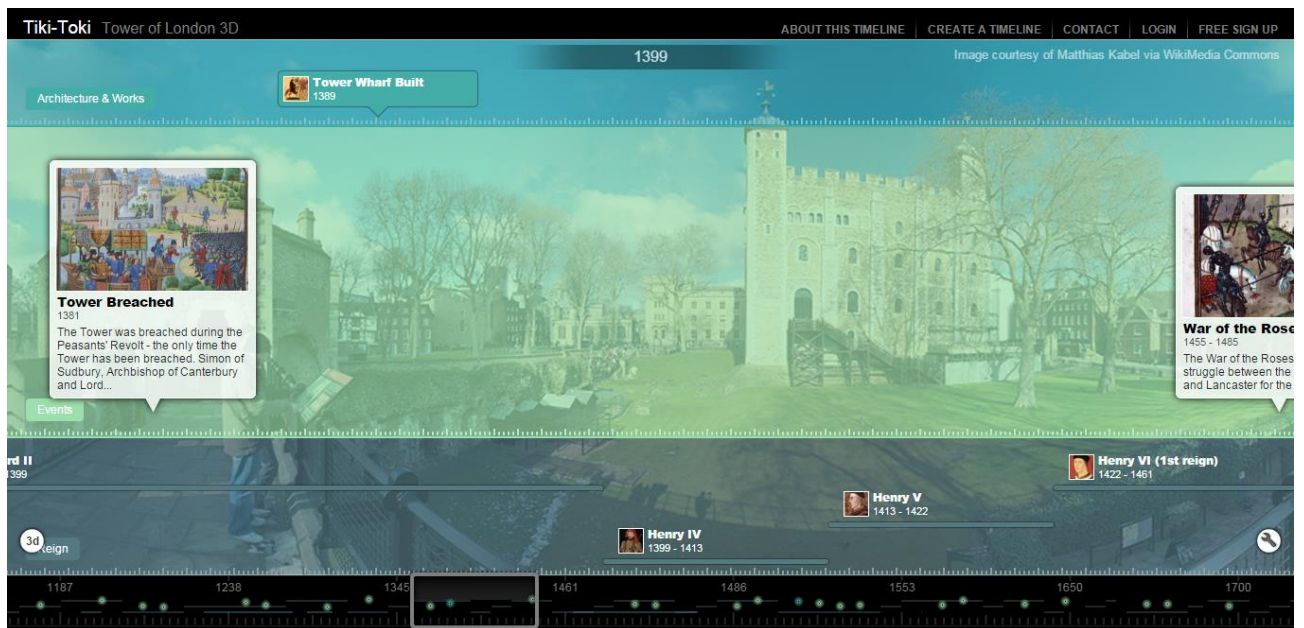 Tiki-Toki Tower of London 3D
ABOUT THIS TIMELINE CREATE A TIMELINE CONTACT LOGIN FREE SIGN UP
1399
Image courtesy of Matthias Kabel via WikiMedia Commons
Tower Wharf Built
1389
Architecture & Works
Tower Breached
1381
The Tower was breached during the
Peasants' Revolt - the only time the
Tower has been breached. Simon of
Sudbury, Archbishop of Canterbury
and Lord...
War of the Rose
1455 - 1485
The War of the Roses
struggle between the
and Lancaster for the
Events
rd II
1399
Henry VI (1st reign)
1422 - 1461
Henry V
1413 - 1422
Henry IV
1399 - 1413
3d
Reign
1187 1238 1345 1461 1486 1553 1650 1700